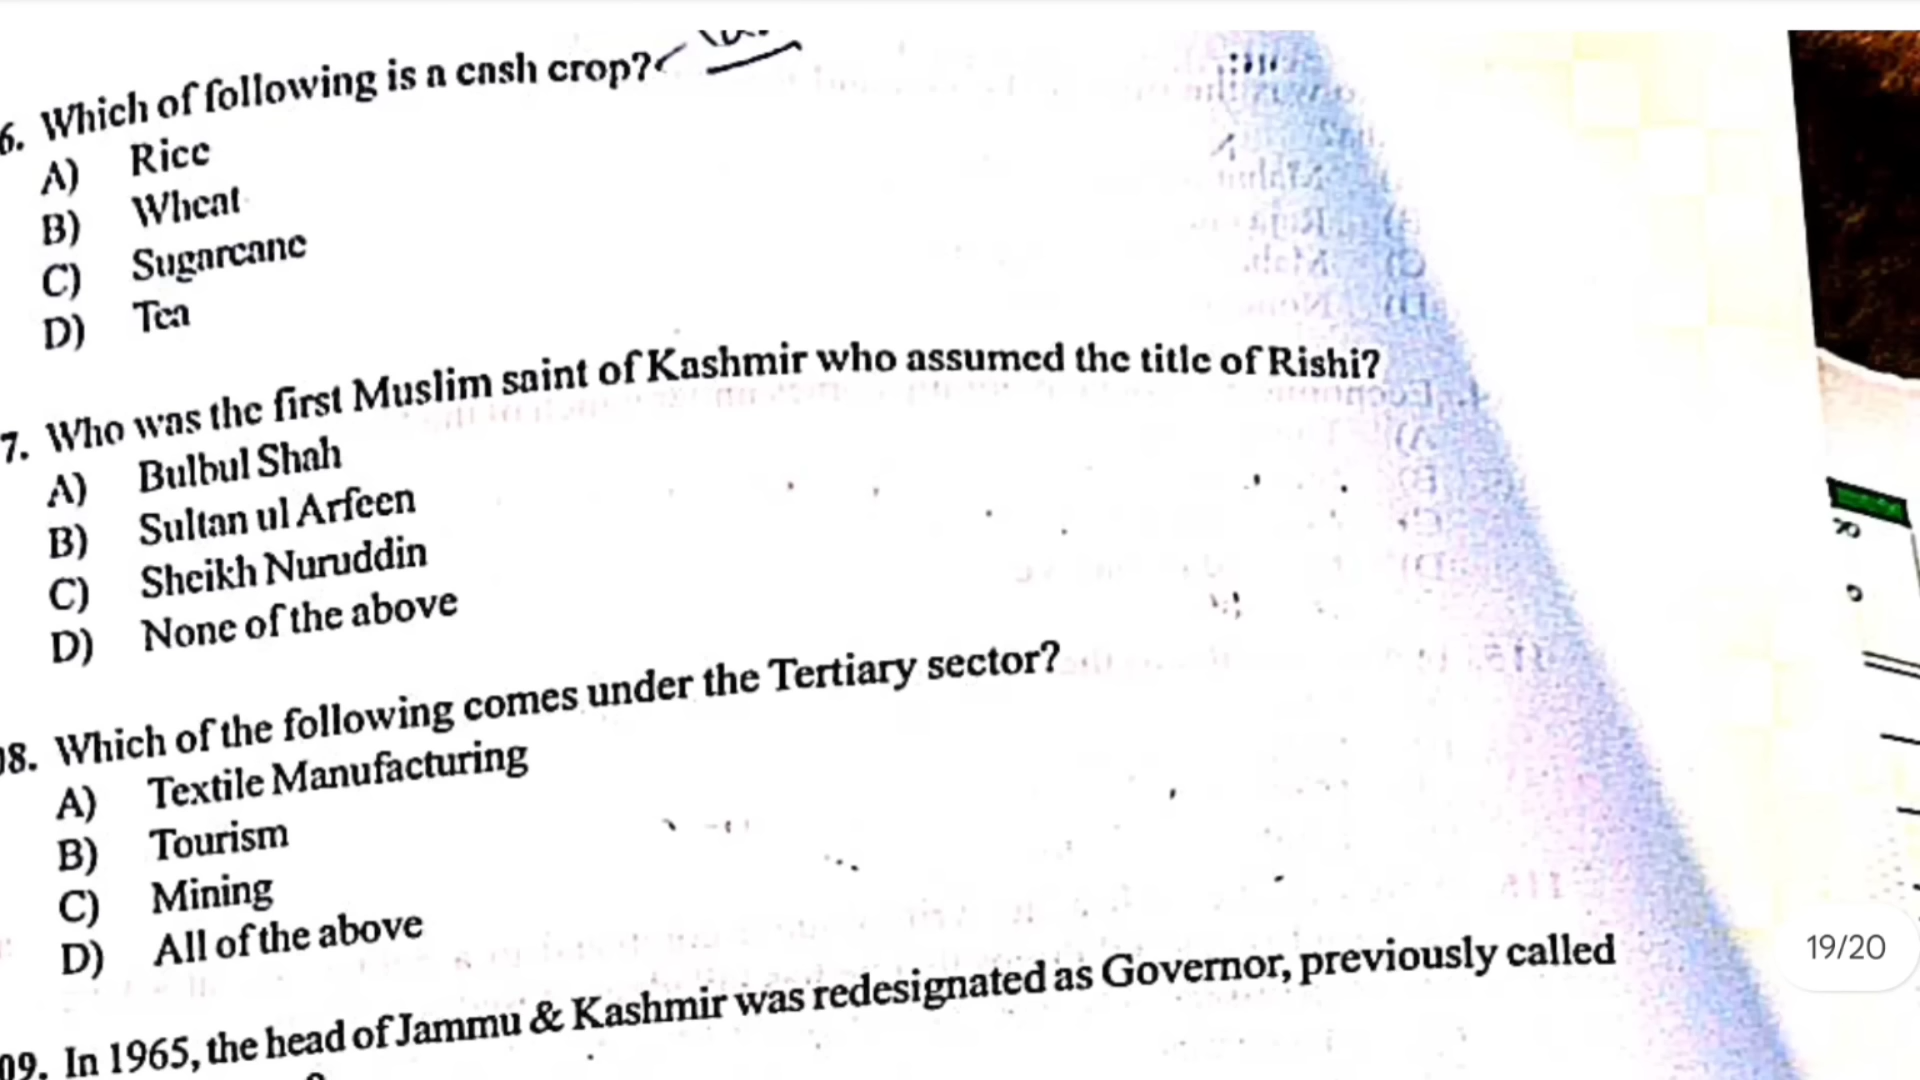 6. Which of following is a cash crop?
A) Rice
B) Wheat
C) Sugarcane
D) Tea
7. Who was the first Muslim saint of Kashmir who assumed the title of Rishi?
A) Bulbul Shah
B) Sultan ul Arfeen
C) Sheikh Nuruddin
D) None of the above
08. Which of the following comes under the Tertiary sector?
A) Textile Manufacturing
B) Tourism
C) Mining
D) All of the above
09. In 1965, the head of Jammu & Kashmir was redesignated as Governor, previously called
19/20